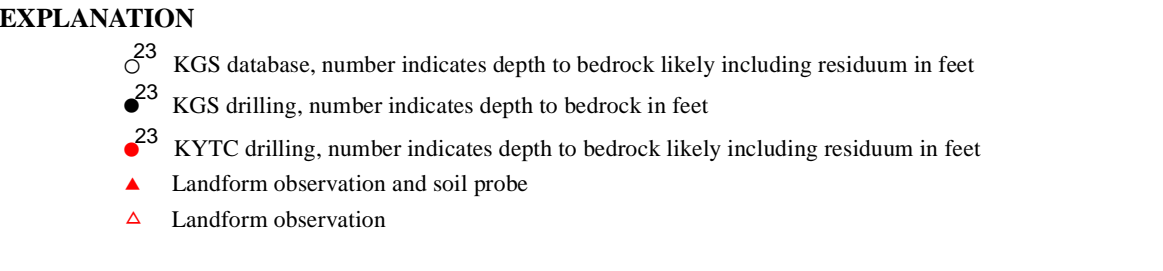 EXPLANATION
23 KGS database, number indicates depth to bedrock likely including residuum in feet
23 KGS drilling, number indicates depth to bedrock in feet
23 KYTC drilling, number indicates depth to bedrock likely including residuum in feet
Landform observation and soil probe
Landform observation